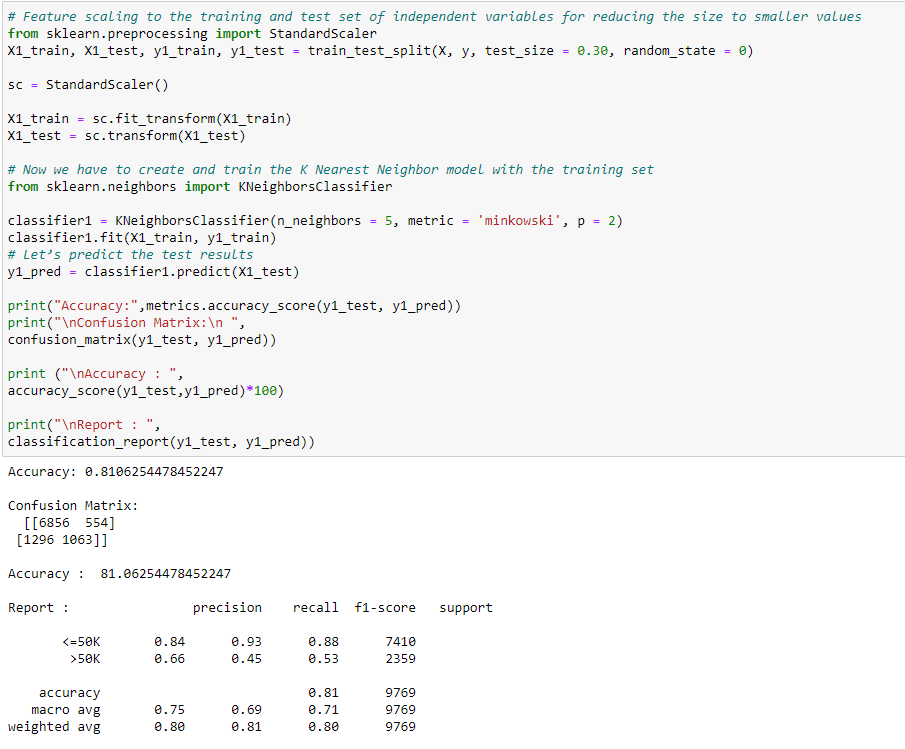 # Feature scaling to the training and test set of independent variables for reducing the size to smaller values
from sklearn.preprocessing import StandardScaler
X1_train, X1_test, y1_train, y1_test = train_test_split(X, y, test_size = 0.30, random_state = 0)
sc = StandardScaler()
X1_train = sc.fit_transform(X1_train)
X1_test = sc.transform(X1_test)
# Now we have to create and train the K Nearest Neighbor model with the training set
from sklearn.neighbors import KNeighborsClassifier
classifier1 = KNeighborsClassifier(n_neighbors = 5, metric = 'minkowski', p = 2)
classifier1.fit(X1_train, y1_train)
# Let’s predict the test results
y1_pred = classifier1.predict(X1_test)
print("Accuracy:",metrics.accuracy_score(y1_test, y1_pred))
print("\nConfusion Matrix:\n ",
confusion_matrix(y1_test, y1_pred))
print ("\nAccuracy : ",
accuracy_score(y1_test,y1_pred)*100)
print("\nReport : ",
classification_report(y1_test, y1_pred))
Accuracy: 0.8106254478452247
Confusion Matrix:
[[6856  554]
[1296 1063]]
Accuracy :  81.06254478452247
Report :                precision    recall  f1-score   support
<=50K       0.84      0.93      0.88      7410
>50K       0.66      0.45      0.53      2359
accuracy                           0.81      9769
macro avg       0.75      0.69      0.71      9769
weighted avg       0.80      0.81      0.80      9769